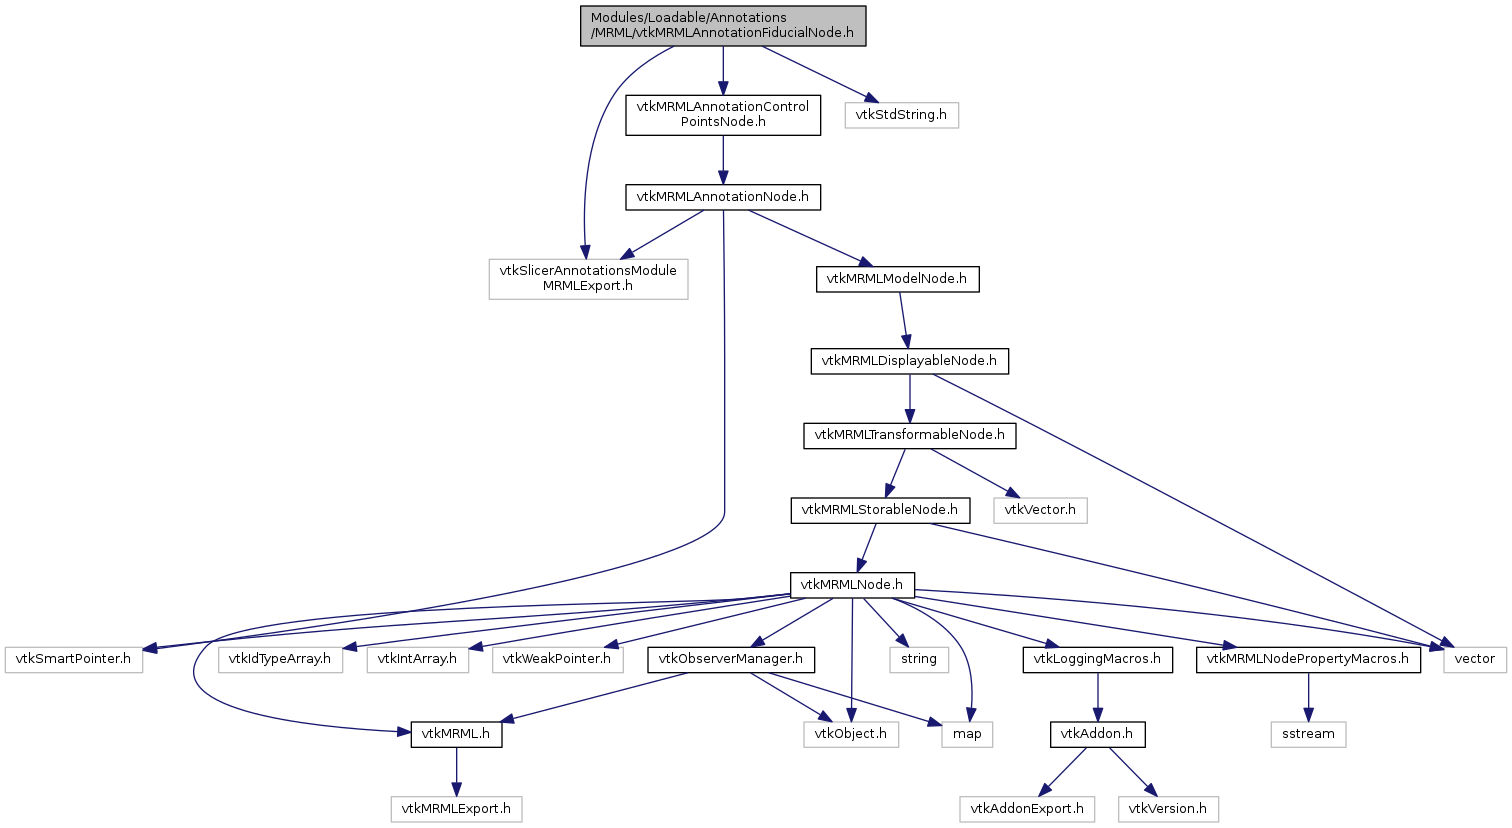 Modules/Loadable/Annotations
/MRML/vtkMRMLAnnotationFiducialNode.h
vtkMRMLAnnotationControl
PointsNode.h
vtkStdString.h
vtkMRMLAnnotationNode.h
vtkSlicerAnnotationsModule
MRMLExport.h
vtkMRMLModelNode.h
vtkMRMLDisplayableNode.h
vtkMRMLTransformableNode.h
vtkMRMLStorableNode.h
vtkVector.h
vtkMRMLNode.h
vtkSmartPointer.h
vtkIdTypeArray.h
vtkIntArray.h
vtkWeakPointer.h
vtkObserverManager.h
string
vtkLoggingMacros.h
vtkMRMLNodePropertyMacros.h
vector
vtkMRML.h
vtkObject.h
map
vtkAddon.h
sstream
vtkMRMLExport.h
vtkAddonExport.h
vtkVersion.h